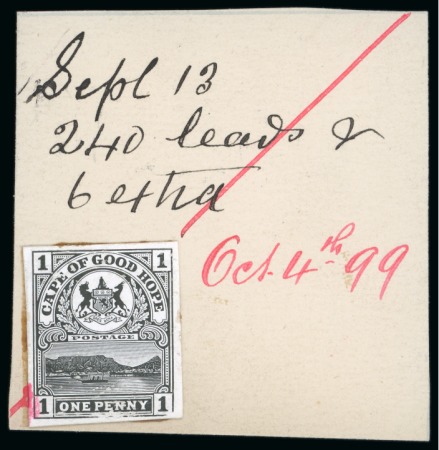 Sept 13
240 leads &
6 extra
Oct. 4th 99
1 1
CAPE OF GOOD HOPE
POSTAGE
1 ONE PENNY 1